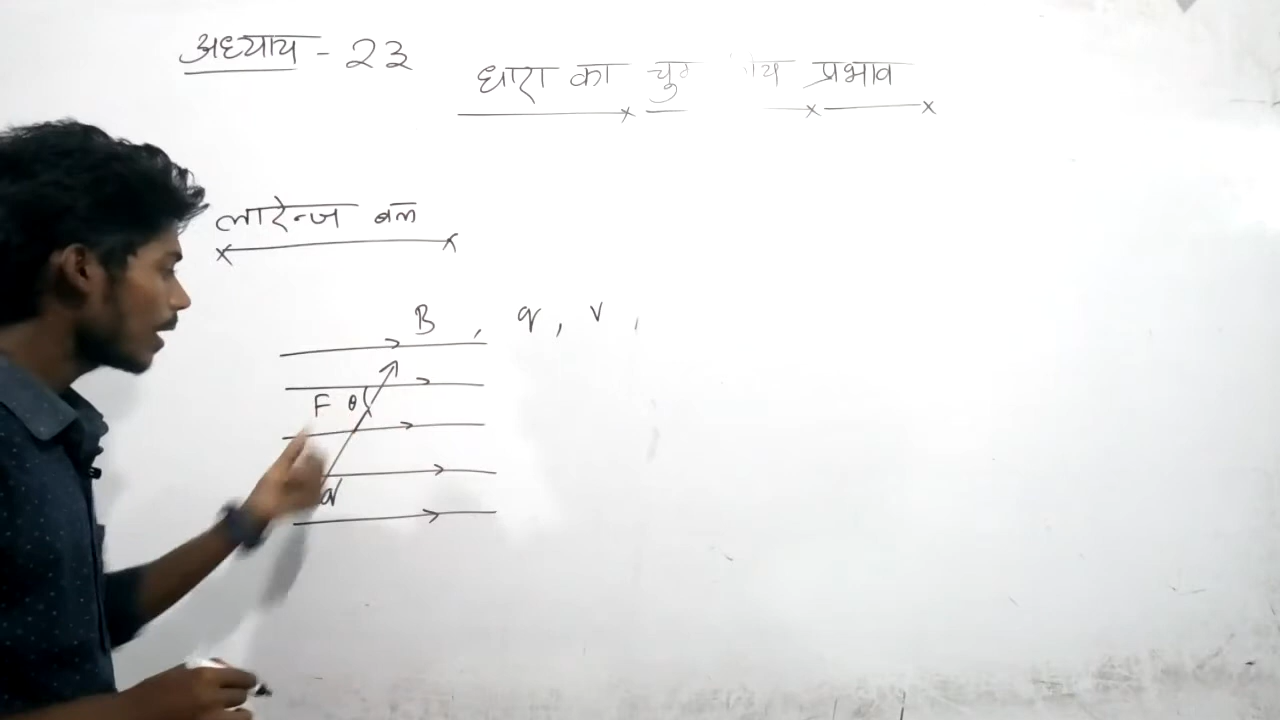 अध्याय - 23
धारा का प्रभाव
लारेन्ज बल
B , q , v ,
F θ
q